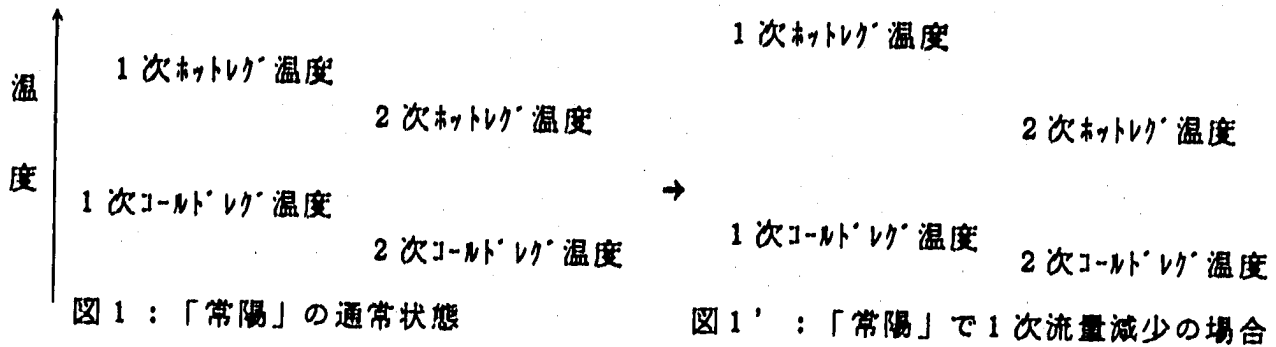 温度
1次ホットレグ温度
2次ホットレグ温度
1次コールドレグ温度
2次コールドレグ温度
図1:「常陽」の通常状態
→
1次ホットレグ温度
2次ホットレグ温度
1次コールドレグ温度
2次コールドレグ温度
図1':「常陽」で1次流量減少の場合